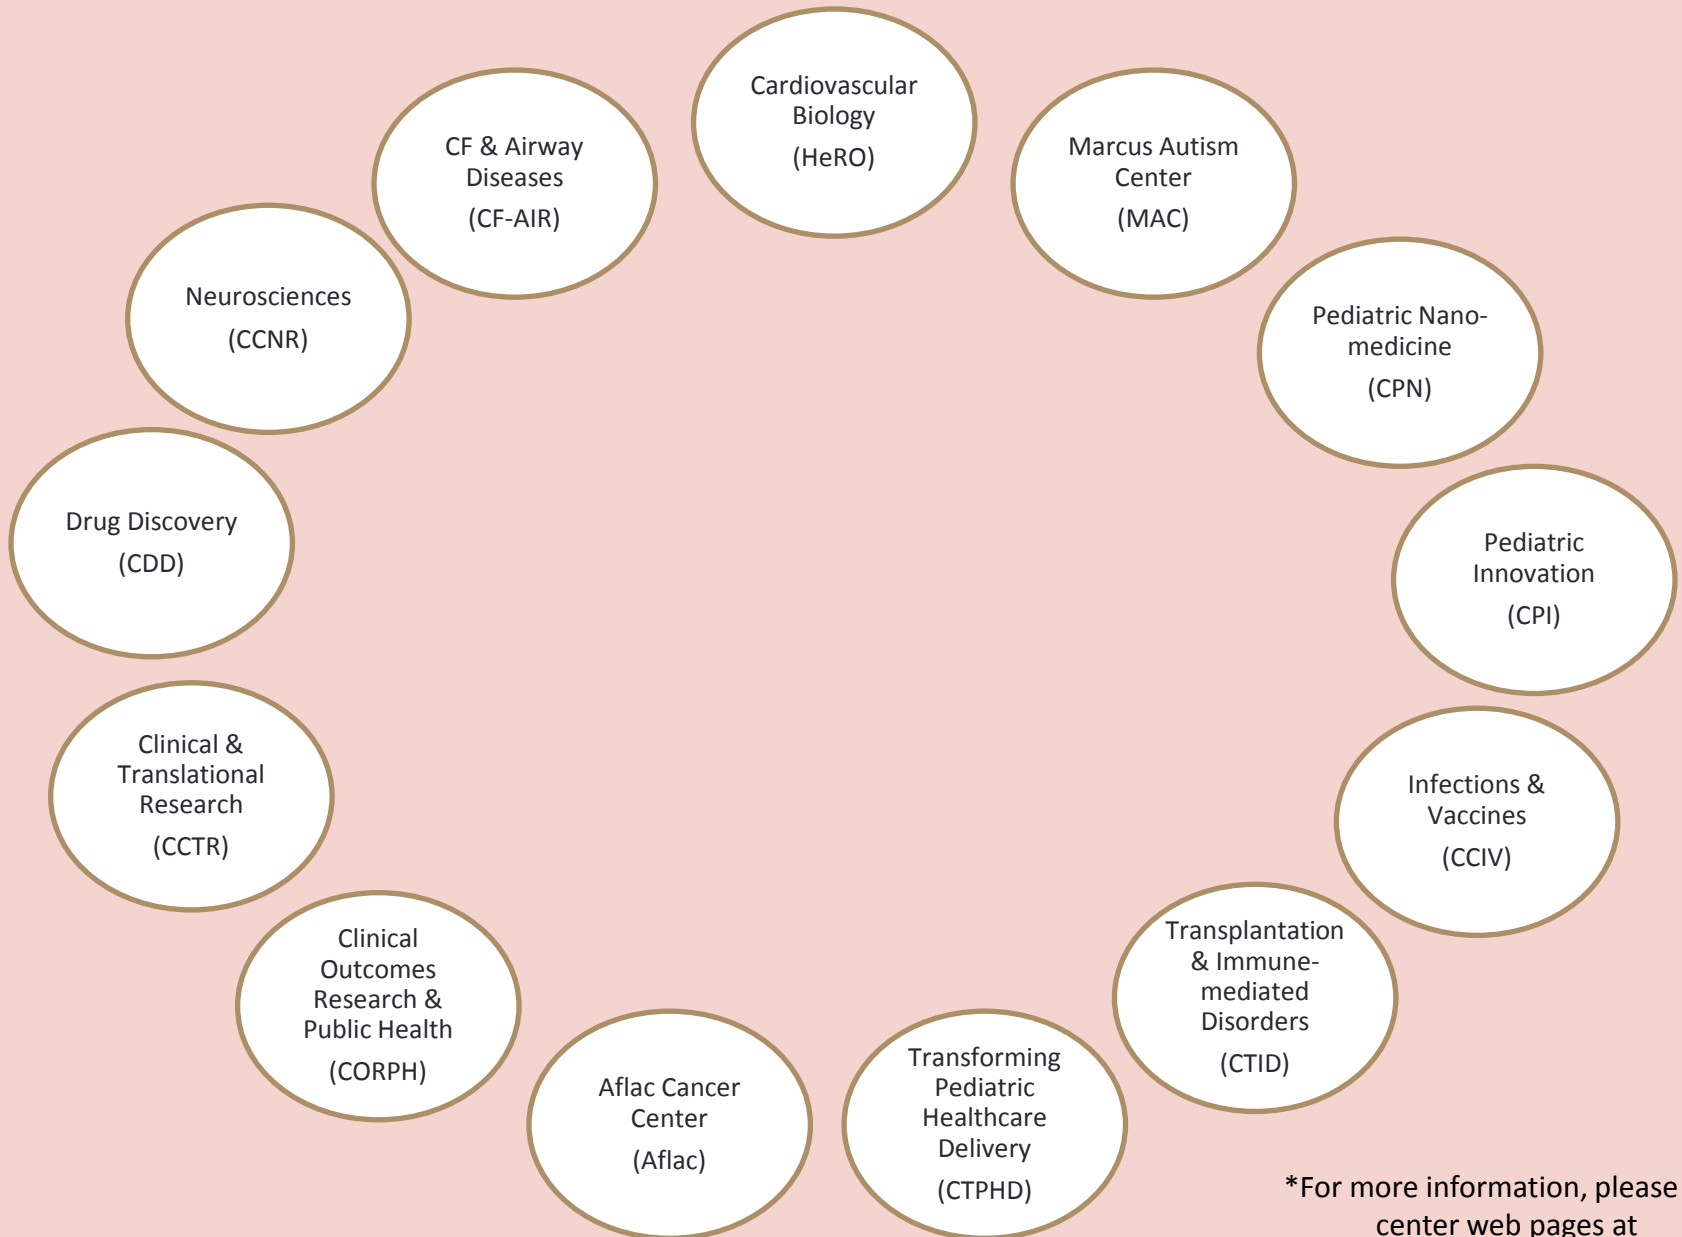 Cardiovascular
Biology
(HeRO)
Marcus Autism
Center
(MAC)
Pediatric Nano-
medicine
(CPN)
Pediatric
Innovation
(CPI)
Infections &
Vaccines
(CCIV)
Transplantation
& Immune-
mediated
Disorders
(CTID)
Transforming
Pediatric
Healthcare
Delivery
(CTPHD)
Aflac Cancer
Center
(Aflac)
Clinical
Outcomes
Research &
Public Health
(CORPH)
Clinical &
Translational
Research
(CCTR)
Drug Discovery
(CDD)
Neurosciences
(CCNR)
CF & Airway
Diseases
(CF-AIR)
*For more information, please
center web pages at